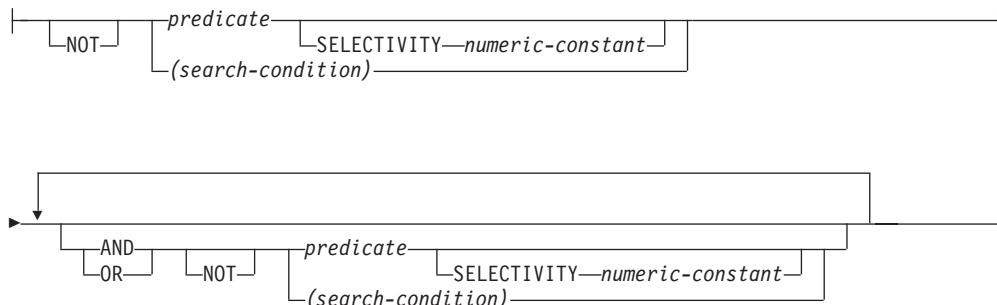 predicate
NOT SELECTIVITY numeric-constant
(search-condition)
AND predicate
OR NOT SELECTIVITY numeric-constant
(search-condition)